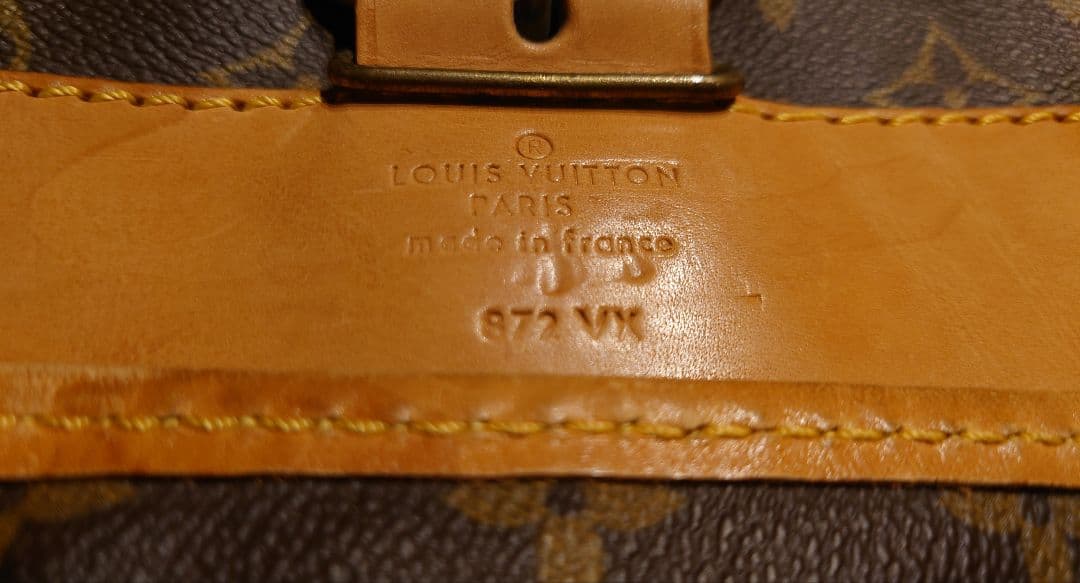 ®
LOUIS VUITTON
PARIS
made in france
872 VX